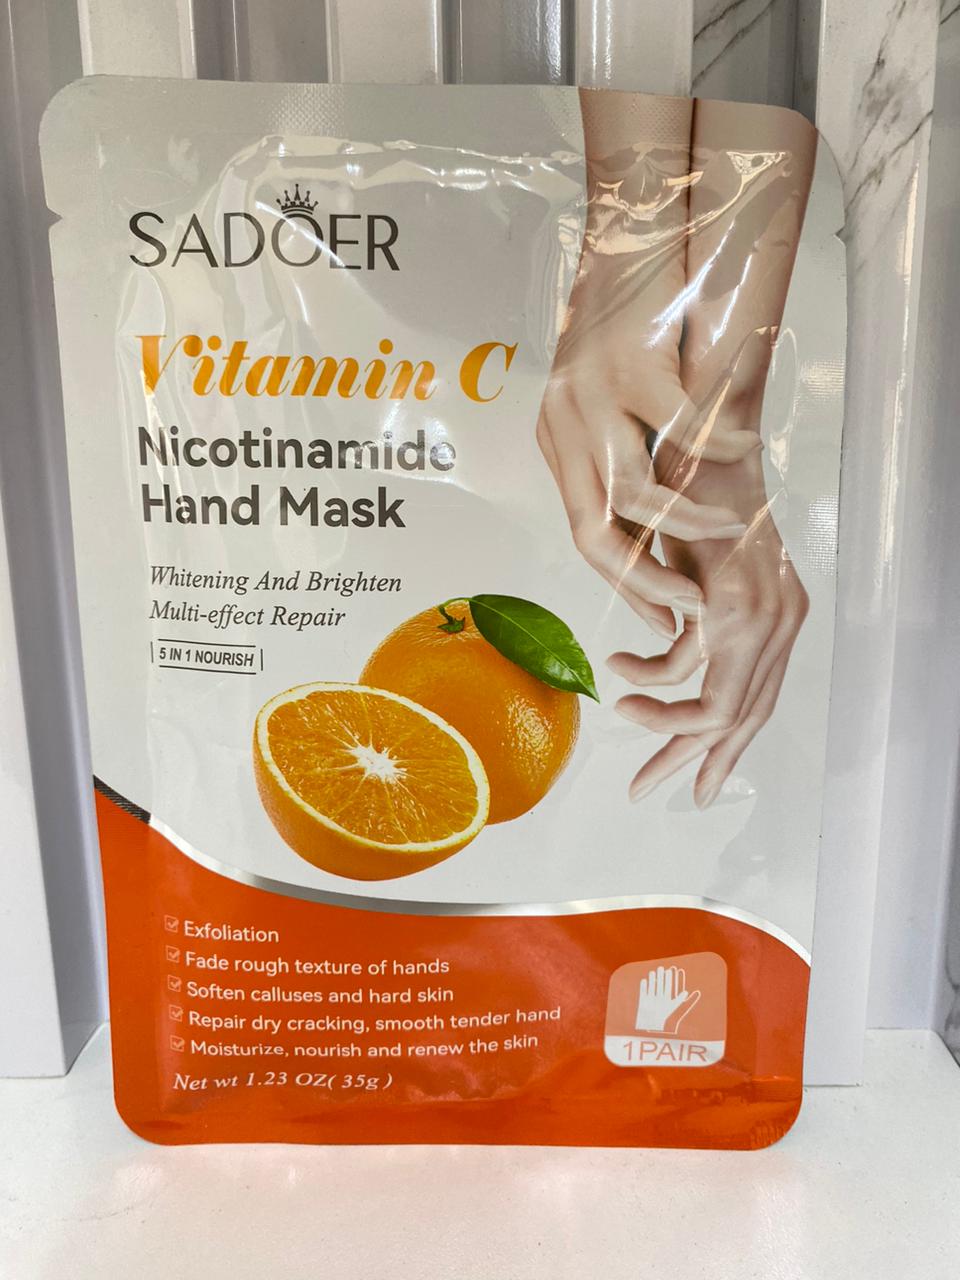 SADOER
Vitamin C
Nicotinamide
Hand Mask
Whitening And Brighten
Multi-effect Repair
5 IN 1 NOURISH
Exfoliation
Fade rough texture of hands
Soften calluses and hard skin
Repair dry cracking, smooth tender hand
Moisturize, nourish and renew the skin
Net wt 1.23 OZ( 35g )
1PAIR